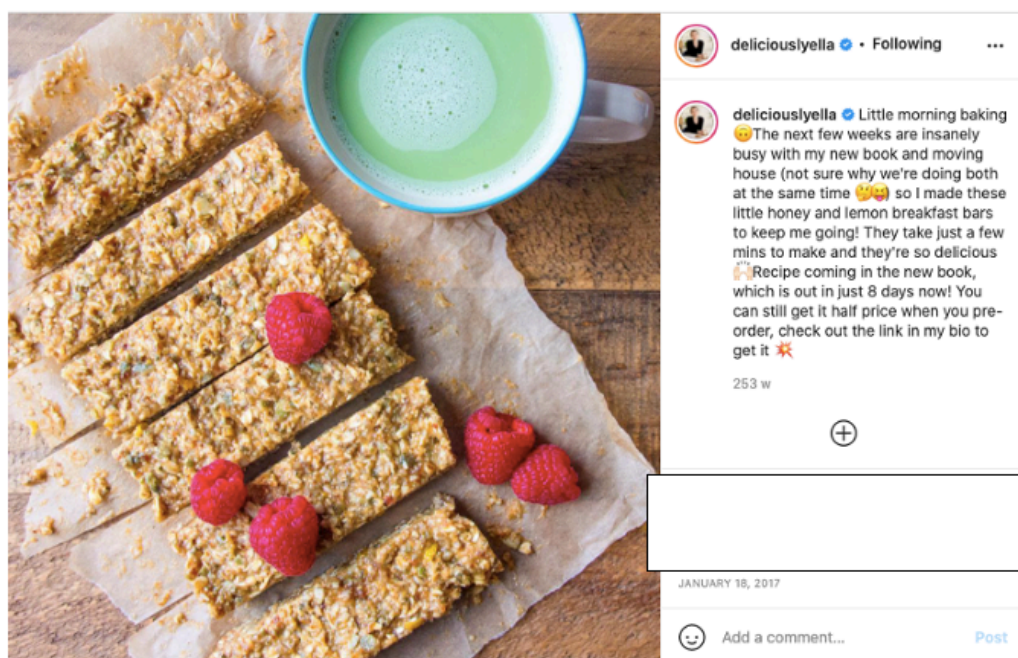 deliciouslyella • Following
deliciouslyella Little morning baking
🙃The next few weeks are insanely
busy with my new book and moving
house (not sure why we're doing both
at the same time 🤔😝) so I made these
little honey and lemon breakfast bars
to keep me going! They take just a few
mins to make and they're so delicious
🙌🏻Recipe coming in the new book,
which is out in just 8 days now! You
can still get it half price when you pre-
order, check out the link in my bio to
get it 💥
253 w
JANUARY 18, 2017
Add a comment... Post